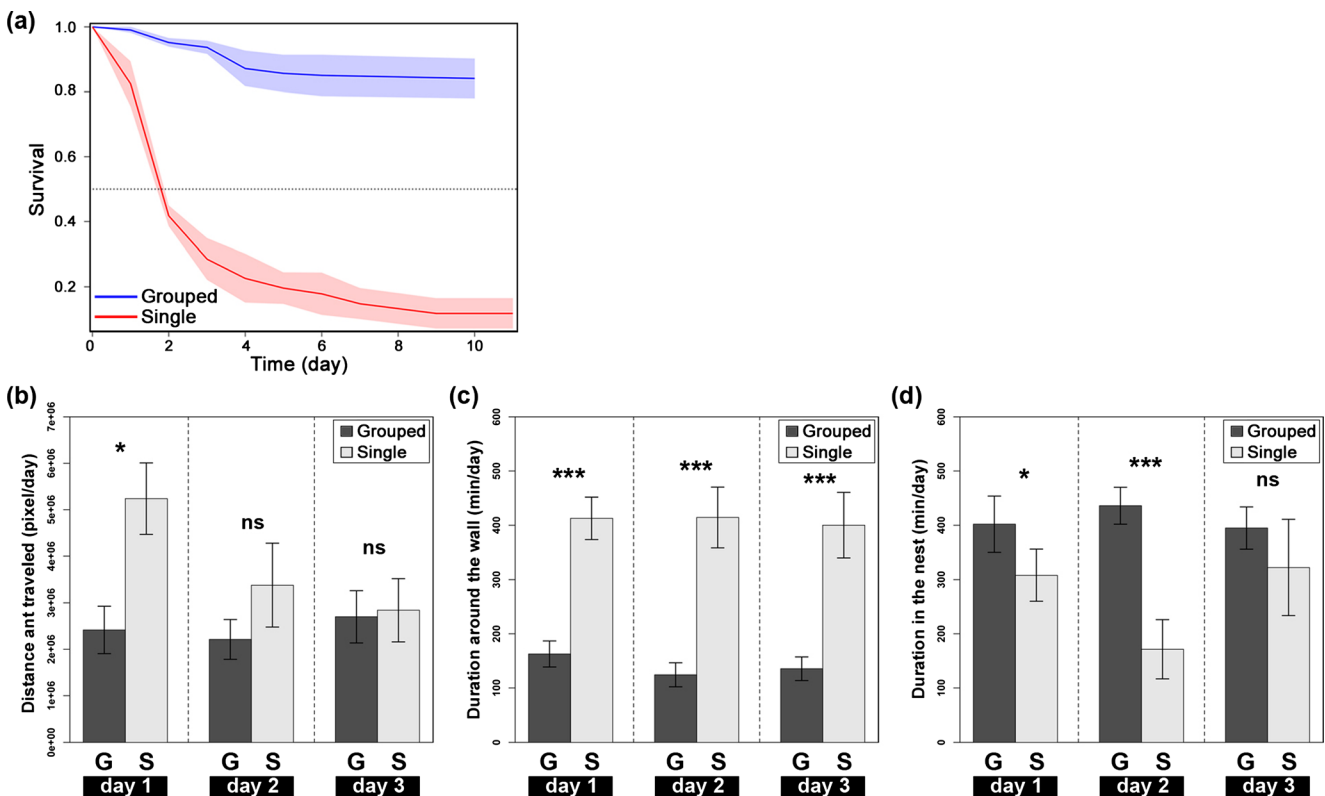 (a)
Survival
1.0
0.8
0.6
0.4
0.2
Grouped
Single
0 2 4 6 8 10
Time (day)
(b)
Distance ant traveled (pixel/day)
7e+06
6e+06
5e+06
4e+06
3e+06
2e+06
1e+06
0e+00
Grouped
Single
*
ns
ns
G S G S G S
day 1 day 2 day 3
(c)
Duration around the wall (min/day)
600
500
400
300
200
100
0
Grouped
Single
***
***
***
G S G S G S
day 1 day 2 day 3
(d)
Duration in the nest (min/day)
600
500
400
300
200
100
0
Grouped
Single
*
***
ns
G S G S G S
day 1 day 2 day 3